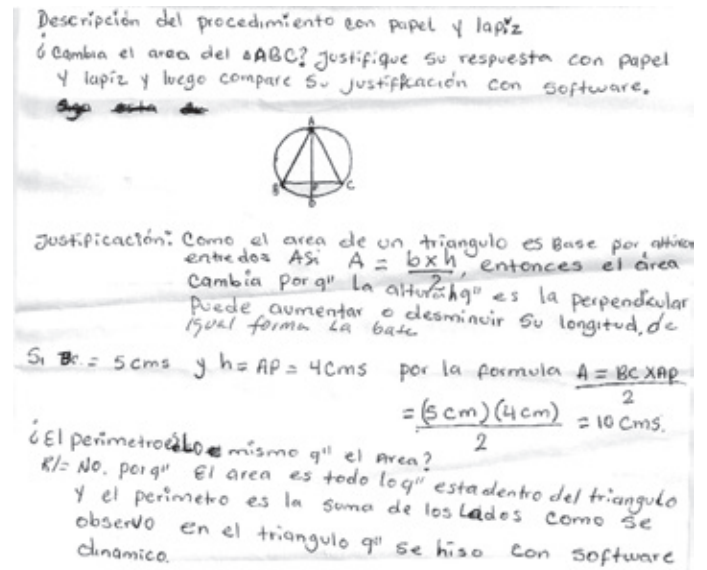 Descripción del procedimiento con papel y lapiz
¿Cambia el area del ▵ABC? Justifique su respuesta con papel
y lapiz y luego compare su justificación con software.
A
B P C
D
Justificación: Como el area de un triangulo es Base por altura
entre dos ASi A = b x h / 2, entonces el área
cambia Por q" La altura h q" es la perpendicular
Puede aumentar o desminuir su longitud, de
igual forma La base
Si BC = 5 cms y h = AP = 4 cms por la formula A = BC X AP / 2
= (5 cm) (4 cm) / 2 = 10 cms.
¿El perimetro es Lo mismo q" el Area?
R/= No. porq" El area es todo lo q" esta dentro del triangulo
y el perimetro es la suma de los Lados como se
observo en el triangulo q" se hiso con software
dinamico.